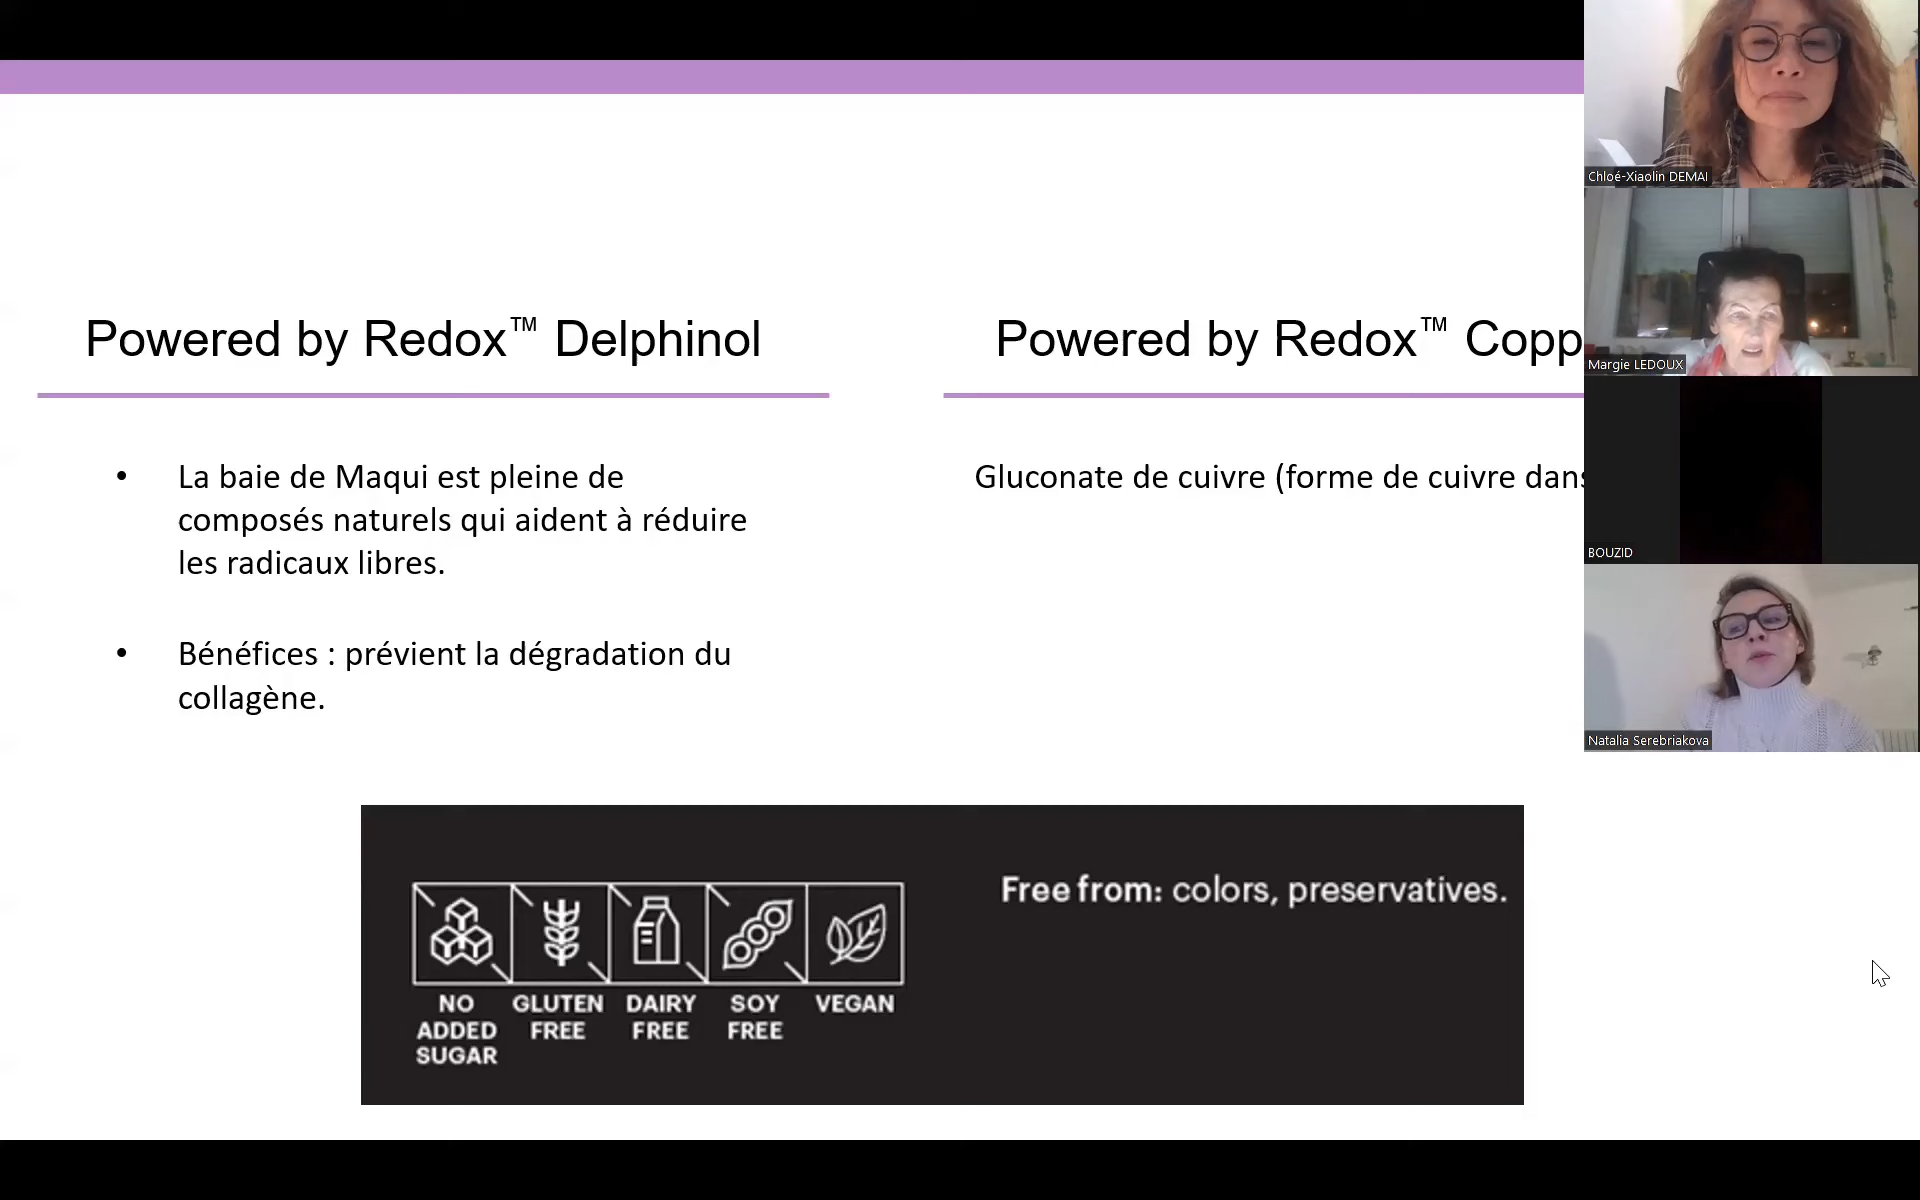 Powered by Redox™ Delphinol
• La baie de Maqui est pleine de
composés naturels qui aident à réduire
les radicaux libres.
• Bénéfices : prévient la dégradation du
collagène.
Powered by Redox™ Copp
Gluconate de cuivre (forme de cuivre dans
NO
ADDED
SUGAR
GLUTEN
FREE
DAIRY
FREE
SOY
FREE
VEGAN
Free from: colors, preservatives.
Chloé-Xiaolin DEMAI
Margie LEDOUX
BOUZID
Natalia Serebriakova